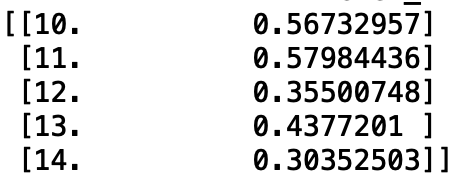 [[10.         0.56732957]
 [11.         0.57984436]
 [12.         0.35500748]
 [13.         0.4377201 ]
 [14.         0.30352503]]